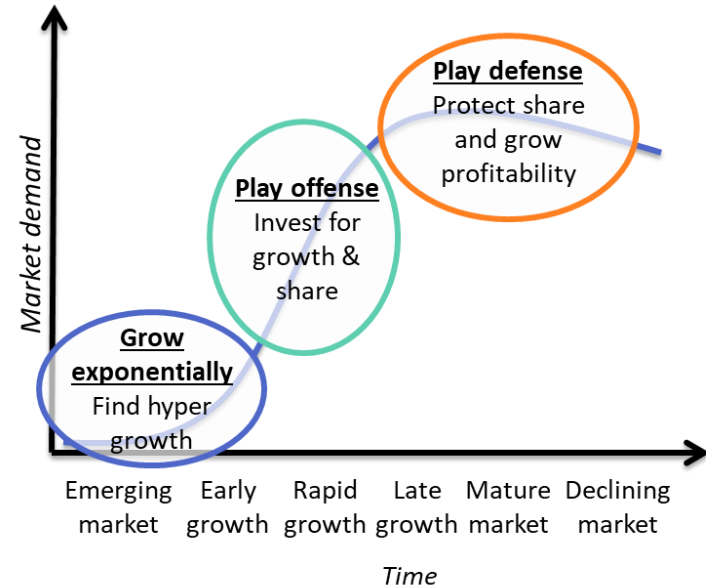 Play defense
Protect share
and grow
profitability
Play offense
Invest for
growth &
share
Grow
exponentially
Find hyper
growth
Market demand
Emerging
market
Early
growth
Rapid
growth
Late
growth
Mature
market
Declining
market
Time